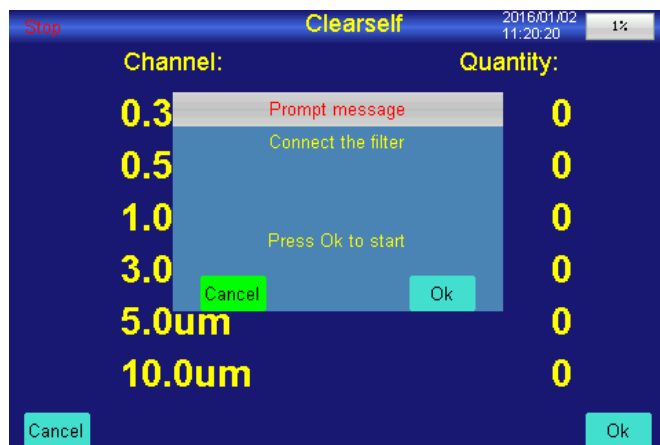 Stop Clearself 2016/01/02 1%
11:20:20
Channel: Quantity:
Prompt message
0.3 0
Connect the filter
0.5 0
1.0 0
Press Ok to start
3.0 0
Cancel Ok
5.0um 0
10.0um 0
Cancel Ok